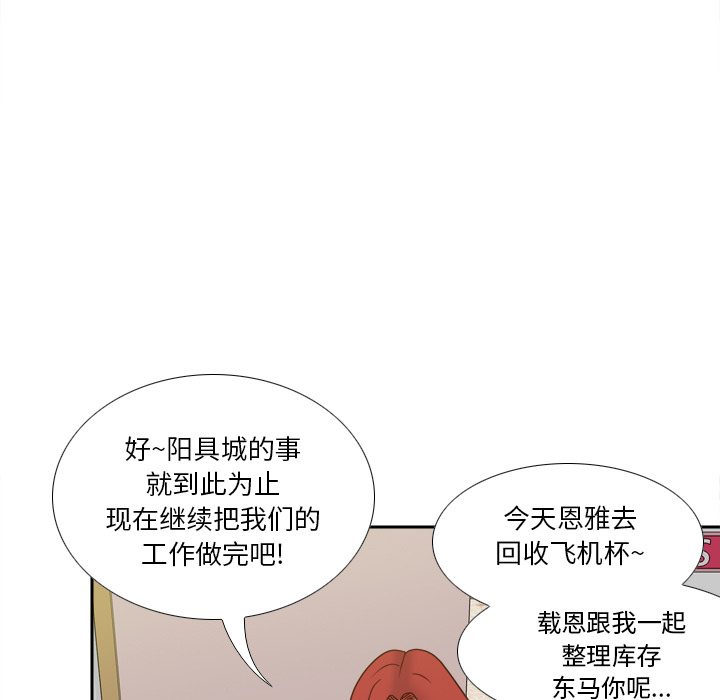 好~阳具城的事
就到此为止
现在继续把我们的
工作做完吧!
今天恩雅去
回收飞机杯~
载恩跟我一起
整理库存
东马你呢...
S